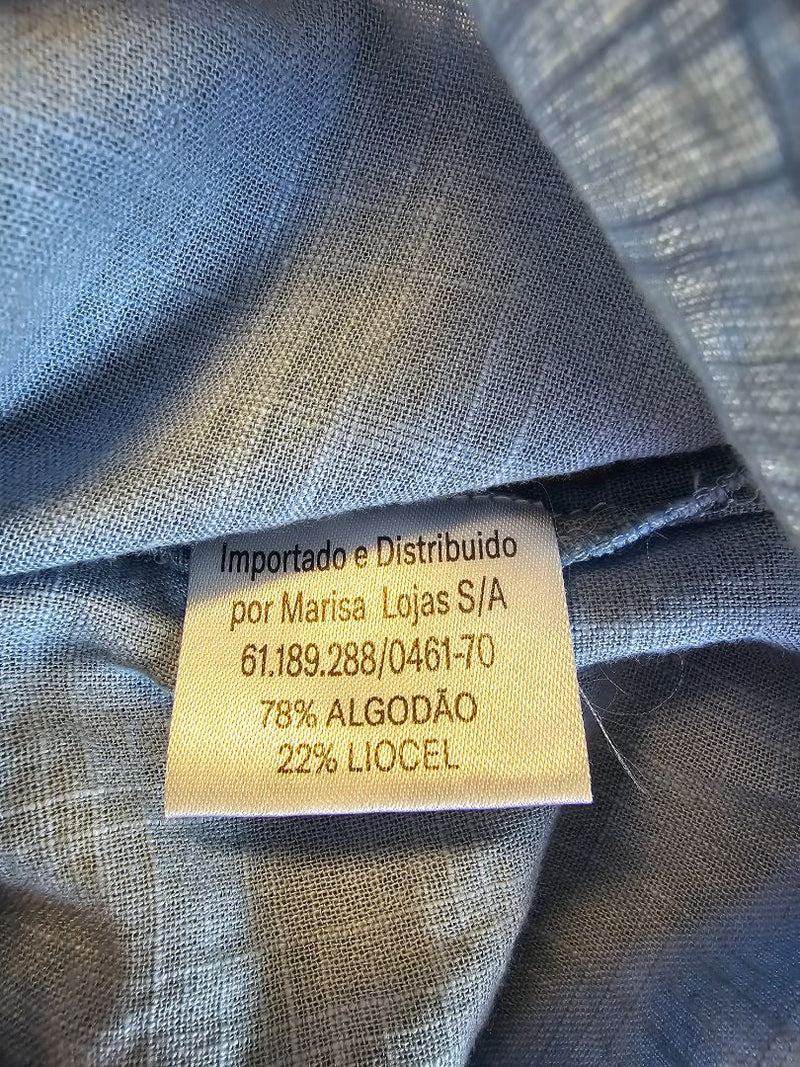 Importado e Distribuido
por Marisa Lojas S/A
61.189.288/0461-70
78% ALGODÃO
22% LIOCEL